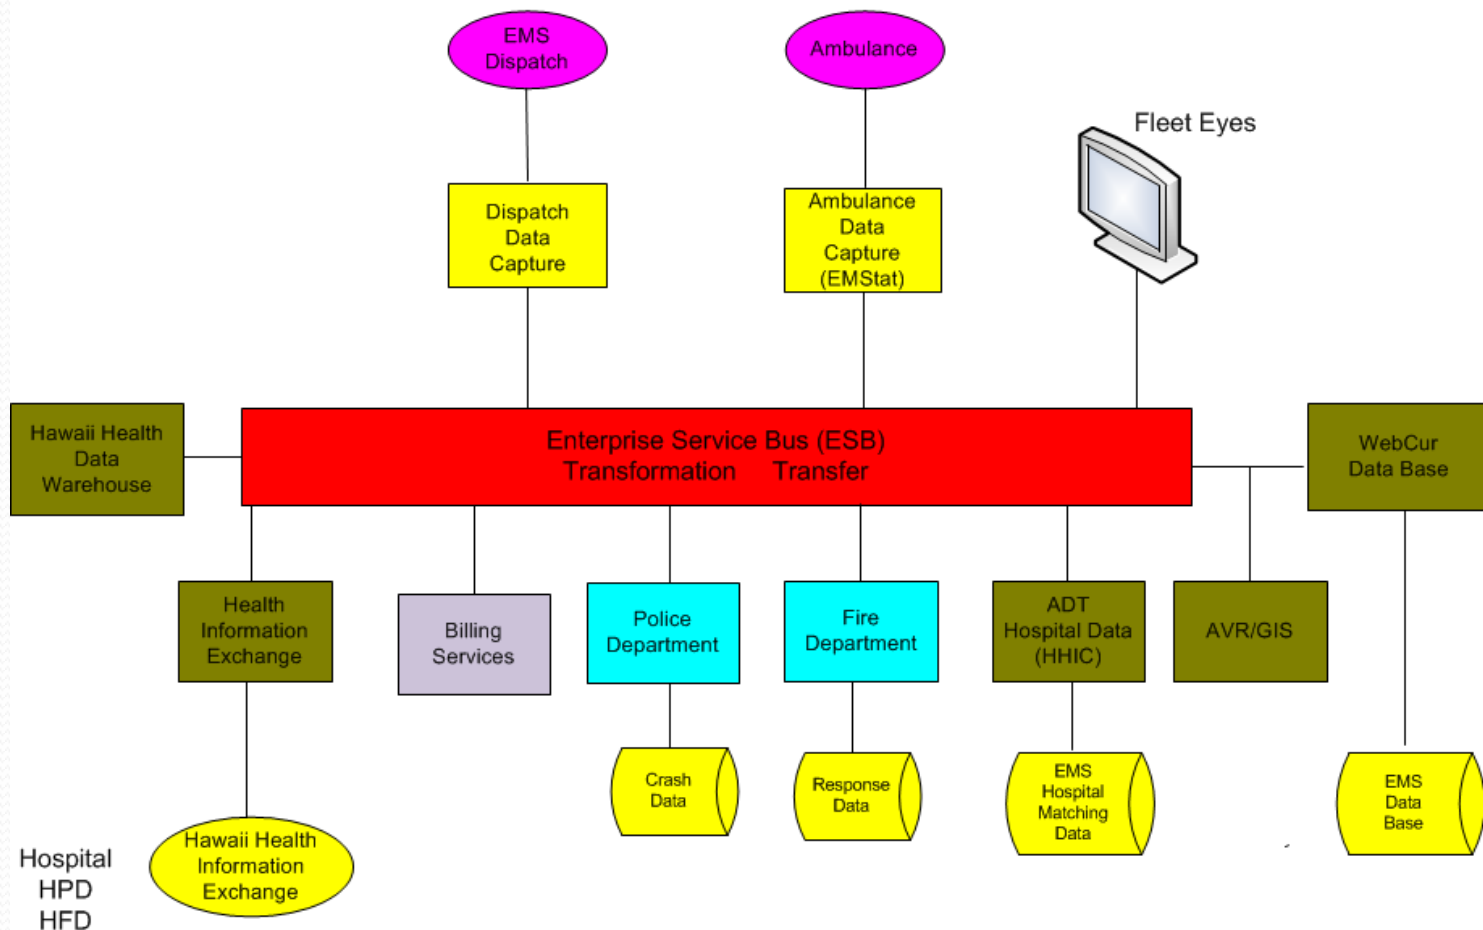 EMS
Dispatch
Ambulance
Fleet Eyes
Dispatch
Data
Capture
Ambulance
Data
Capture
(EMStat)
Hawaii Health
Data
Warehouse
Enterprise Service Bus (ESB)
Transformation Transfer
WebCur
Data Base
Health
Information
Exchange
Billing
Services
Police
Department
Fire
Department
ADT
Hospital Data
(HHIC)
AVR/GIS
Crash
Data
Response
Data
EMS
Hospital
Matching
Data
EMS
Data
Base
Hawaii Health
Information
Exchange
Hospital
HPD
HFD